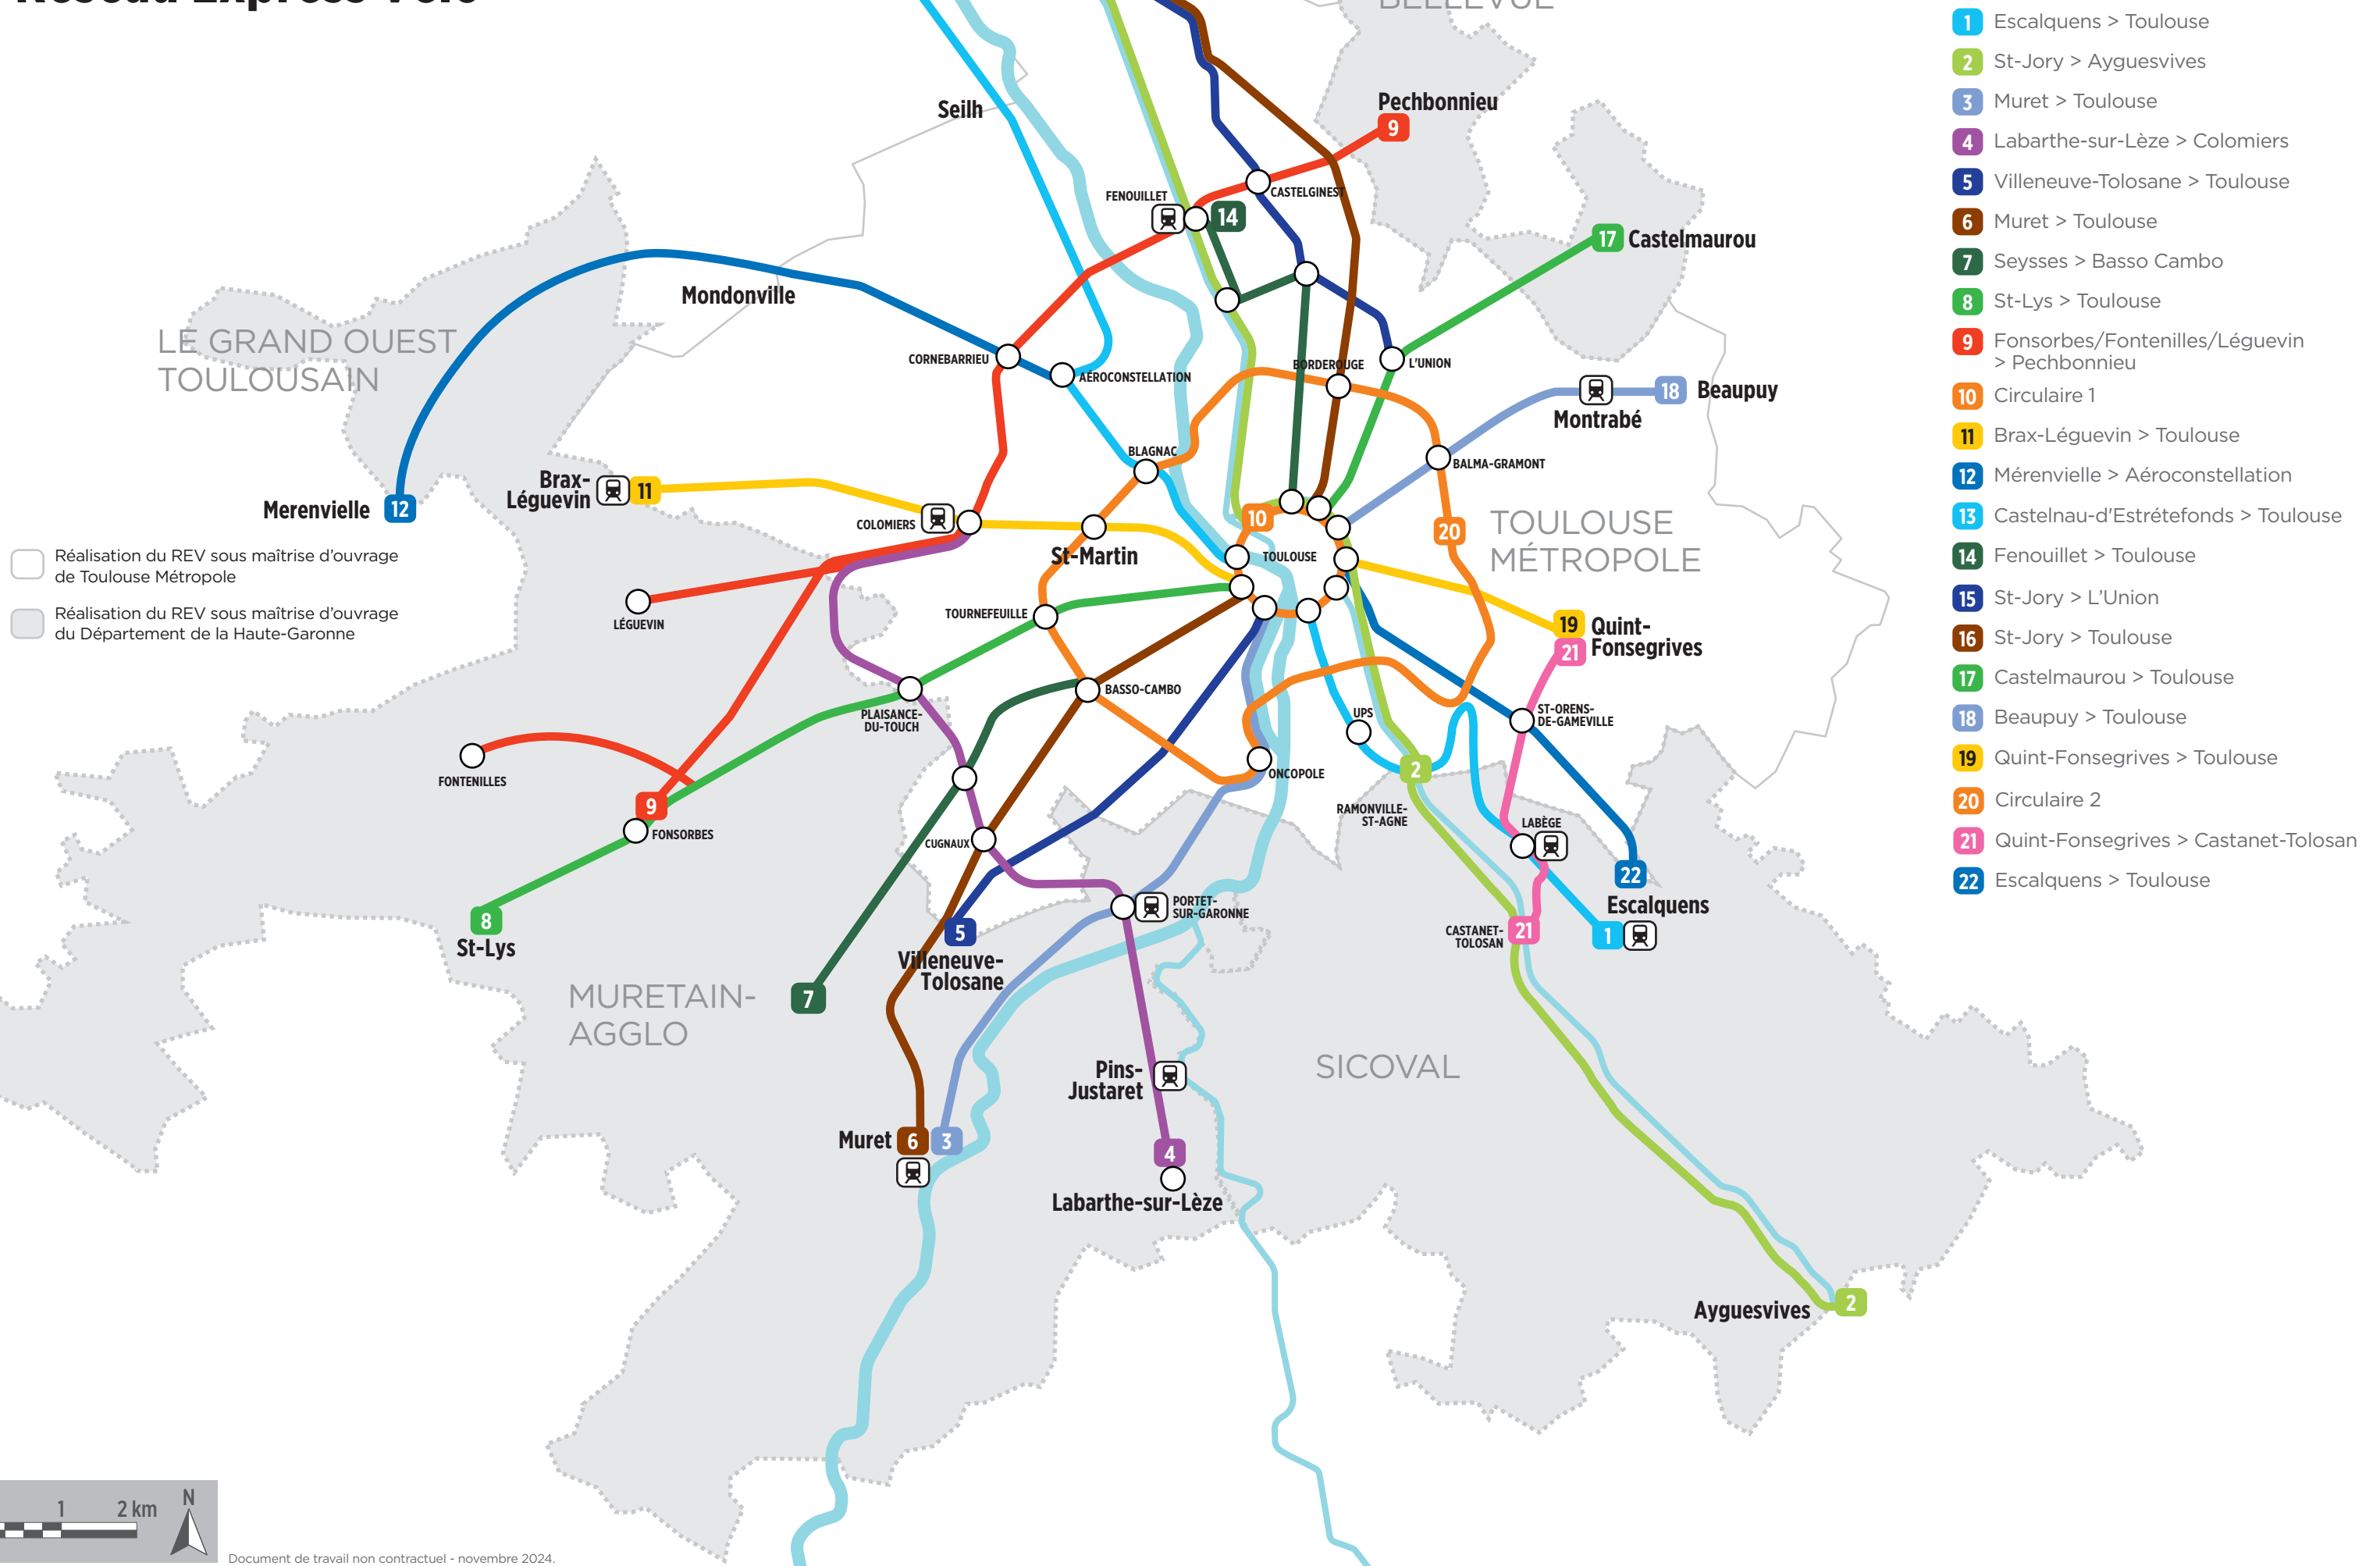 Réseau Express Vélo
BELLEVUE
Seilh
Pechbonnieu
9
FENOUILLET
14
CASTELGINEST
17
Castelmaurou
Mondonville
LE GRAND OUEST
TOULOUSAIN
CORNEBARRIEU
AÉROCONSTELLATION
BORDEROUGE
L'UNION
18
Beaupuy
Montrabé
BLAGNAC
BALMA-GRAMONT
Merenvielle
12
Brax-
Léguevin
11
COLOMIERS
St-Martin
10
TOULOUSE
20
TOULOUSE
MÉTROPOLE
Réalisation du REV sous maîtrise d'ouvrage
de Toulouse Métropole
Réalisation du REV sous maîtrise d'ouvrage
du Département de la Haute-Garonne
LÉGUEVIN
TOURNEFEUILLE
19
21
Quint-
Fonsegrives
PLAISANCE-
DU-TOUCH
BASSO-CAMBO
UPS
ST-ORENS-
DE-GAMEVILLE
FONTENILLES
ONCOPOLE
2
9
FONSORBES
CUGNAUX
RAMONVILLE-
ST-AGNE
LABÈGE
22
Escalquens
8
St-Lys
5
Villeneuve-
Tolosane
PORTET-
SUR-GARONNE
CASTANET-
TOLOSAN
21
1
MURETAIN-
AGGLO
7
SICOVAL
Pins-
Justaret
Muret
6
3
4
Labarthe-sur-Lèze
Ayguesvives
2
1
2 km
N
Document de travail non contractuel - novembre 2024.
1 Escalquens > Toulouse
2 St-Jory > Ayguesvives
3 Muret > Toulouse
4 Labarthe-sur-Lèze > Colomiers
5 Villeneuve-Tolosane > Toulouse
6 Muret > Toulouse
7 Seysses > Basso Cambo
8 St-Lys > Toulouse
9 Fonsorbes/Fontenilles/Léguevin
> Pechbonnieu
10 Circulaire 1
11 Brax-Léguevin > Toulouse
12 Mérenvielle > Aéroconstellation
13 Castelnau-d'Estrétefonds > Toulouse
14 Fenouillet > Toulouse
15 St-Jory > L'Union
16 St-Jory > Toulouse
17 Castelmaurou > Toulouse
18 Beaupuy > Toulouse
19 Quint-Fonsegrives > Toulouse
20 Circulaire 2
21 Quint-Fonsegrives > Castanet-Tolosan
22 Escalquens > Toulouse